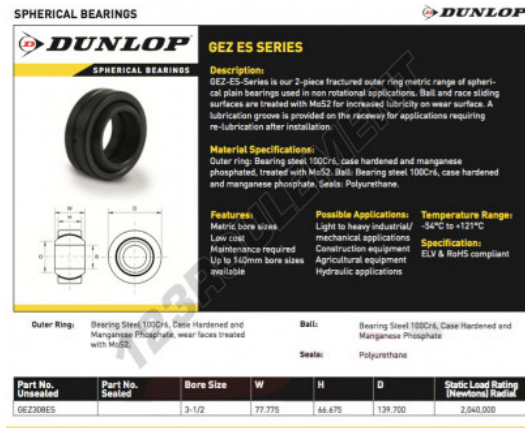 SPHERICAL BEARINGS
DUNLOP
DUNLOP
SPHERICAL BEARINGS
GEZ ES SERIES
Description:
GEZ-ES-Series is our 2-piece fractured outer ring metric range of spheri-
cal plain bearings used in non rotational applications. Ball and race sliding
surfaces are treated with MoS2 for increased lubricity on wear surface. A
lubrication groove is provided on the raceway for applications requiring
re-lubrication after installation.
Material Specifications:
Outer ring: Bearing steel 100Cr6, case hardened and manganese
phosphated, treated with MoS2. Ball: Bearing steel 100Cr6, case hardened
and manganese phosphate. Seals: Polyurethane.
Features:
Metric bore sizes
Low cost
Maintenance required
Up to 140mm bore sizes
available
Possible Applications:
Light to heavy industrial/
mechanical applications
Construction equipment
Agricultural equipment
Hydraulic applications
Temperature Range:
-54°C to +121°C
Specification:
ELV & RoHS compliant
W
H
D
123ROULEMENT
Outer Ring: Bearing Steel 100Cr6, Case Hardened and
Manganese Phosphate, wear faces treated
with MoS2.
Ball: Bearing Steel 100Cr6, Case Hardened and
Manganese Phosphate
Seals: Polyurethane
Part No. Unsealed Part No. Sealed Bore Size W H D Static Load Rating (Newtons) Radial
GEZ308ES 3-1/2 77.775 66.675 139.700 2,040,000